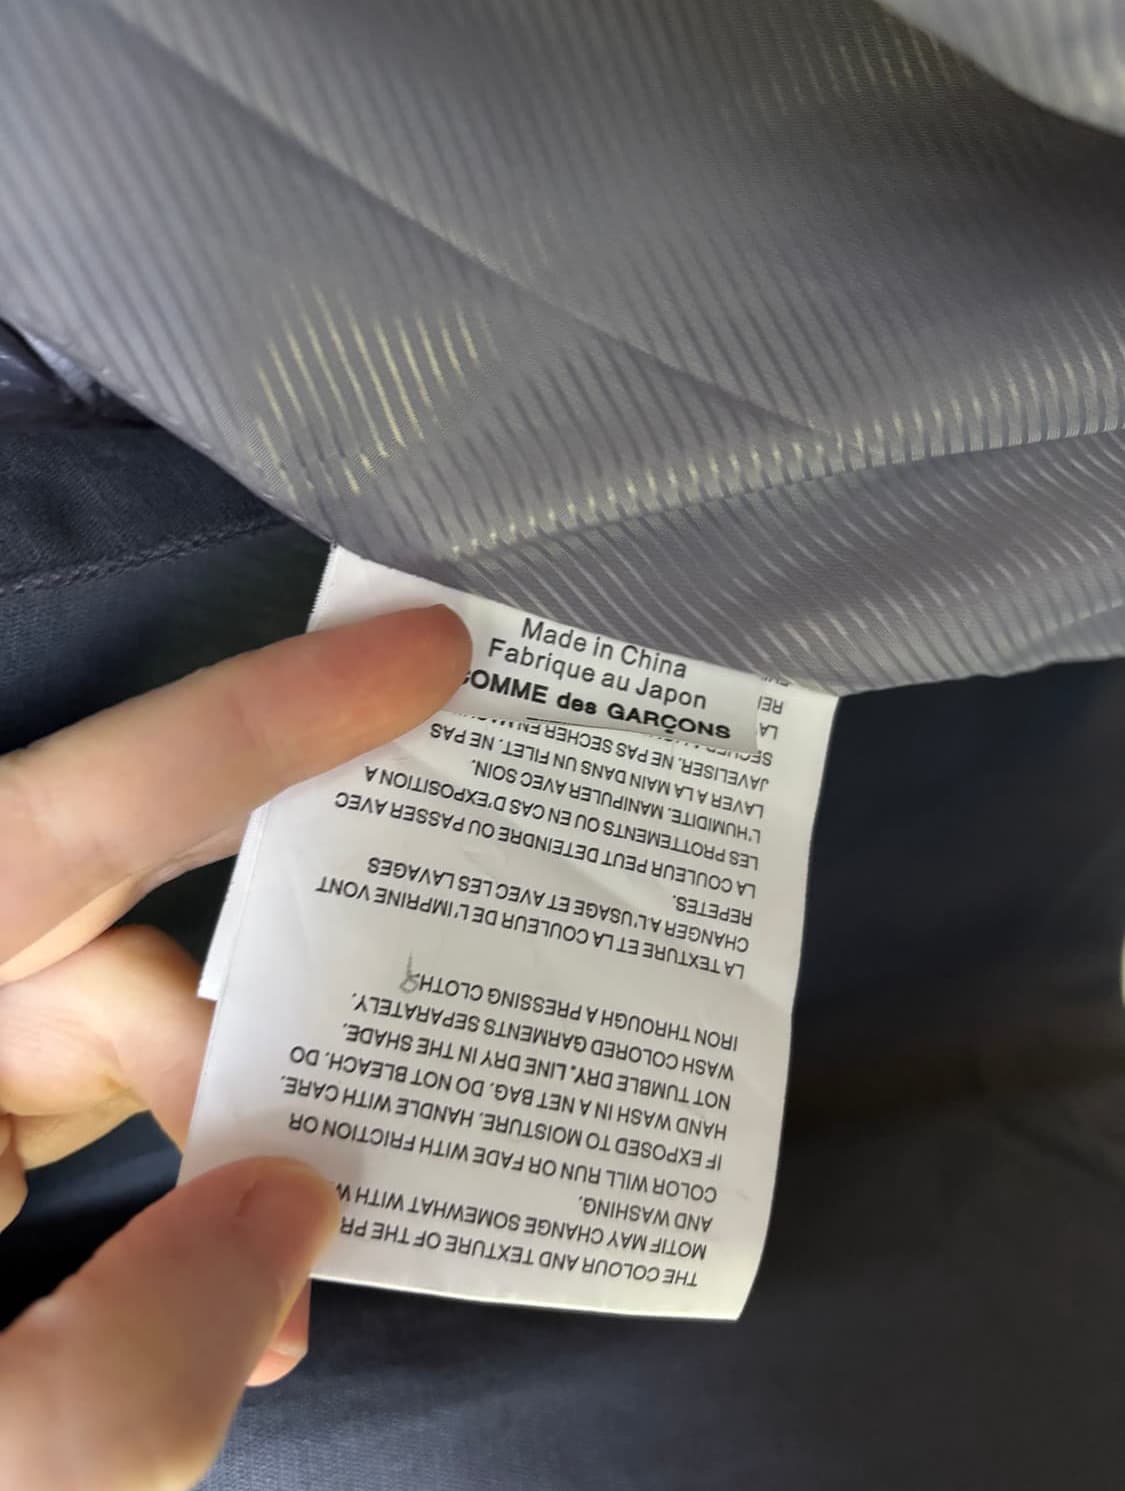 Made in China
Fabrique au Japon
COMME des GARÇONS
THE COLOUR AND TEXTURE OF THE
MOTIF MAY CHANGE SOMEWHAT WITH
AND WASHING.
COLOR WILL RUN OR FADE WITH FRICTION OR
IF EXPOSED TO MOISTURE. HANDLE WITH CARE.
HAND WASH IN A NET BAG. DO NOT BLEACH. DO
NOT TUMBLE DRY. LINE DRY IN THE SHADE.
WASH COLORED GARMENTS SEPARATELY.
IRON THROUGH A PRESSING CLOTH.
LA TEXTURE ET LA COULEUR DE L'IMPRINE VONT
CHANGER A L'USAGE ET AVEC LES LAVAGES
REPETES.
LA COULEUR PEUT DETEINDRE OU PASSER AVEC
LES PROTTEMENTS OU EN CAS D'EXPOSITION A
L'HUMIDITE. MANIPULER AVEC SOIN.
LAVER A LA MAIN DANS UN FILET. NE PAS
JAVELISER. NE PAS SECHER EN
LA